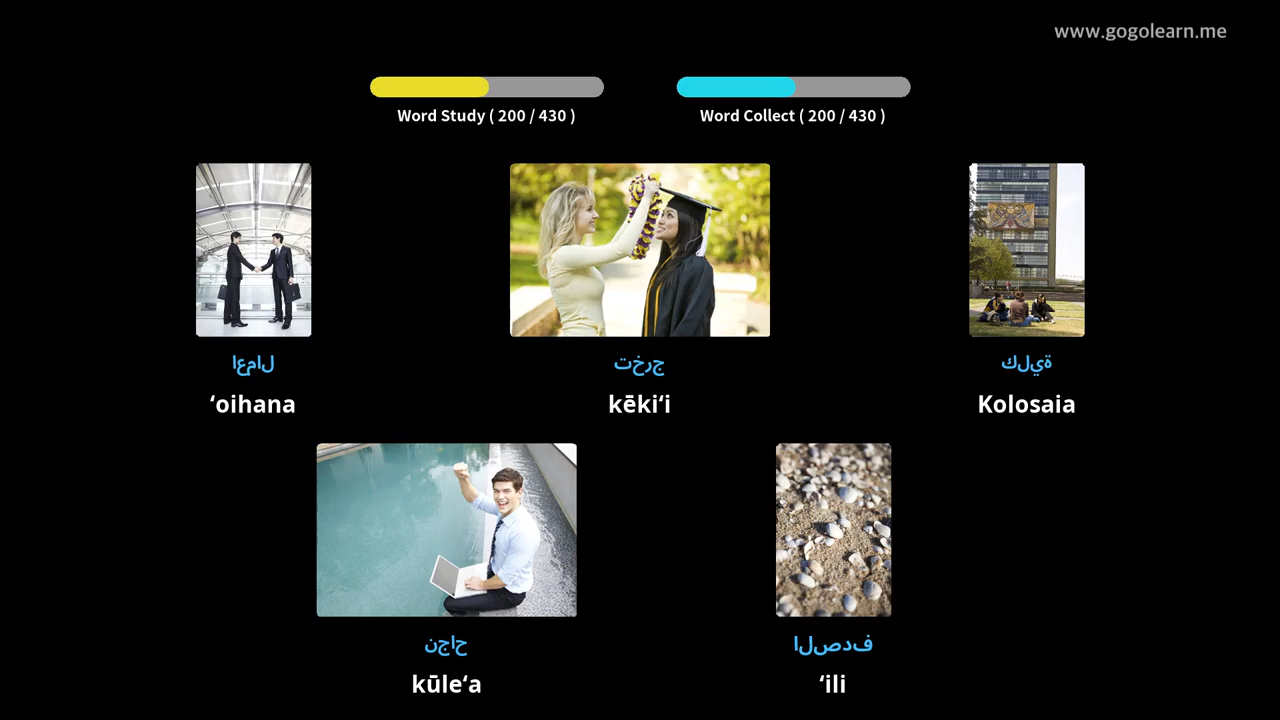 www.gogolearn.me
Word Study ( 200 / 430 )
Word Collect ( 200 / 430 )
اعمال
تخرج
كلية
ʻoihana
kēkiʻi
Kolosaia
نجاح
الصدف
kūleʻa
ʻili